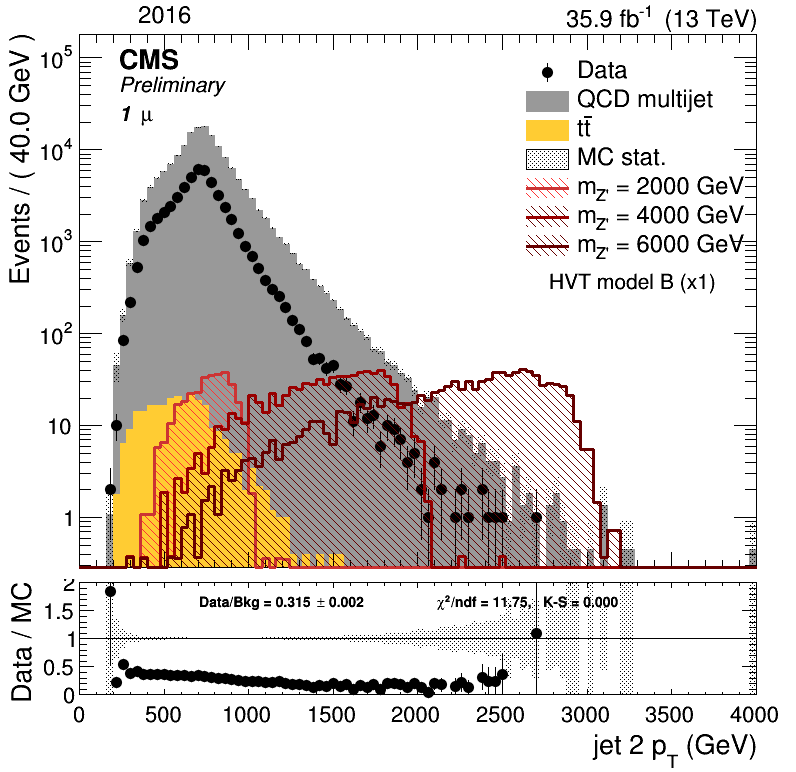 2016
35.9 fb⁻¹ (13 TeV)
CMS
Preliminary
1 μ
Data
QCD multijet
tt̄
MC stat.
m_Z' = 2000 GeV
m_Z' = 4000 GeV
m_Z' = 6000 GeV
HVT model B (x1)
Events / ( 40.0 GeV )
10⁵
10⁴
10³
10²
10
1
Data/Bkg = 0.315 ± 0.002
χ²/ndf = 11.75, K-S = 0.000
Data / MC
2
1.5
1
0.5
0
0 500 1000 1500 2000 2500 3000 3500 4000
jet 2 p_T (GeV)